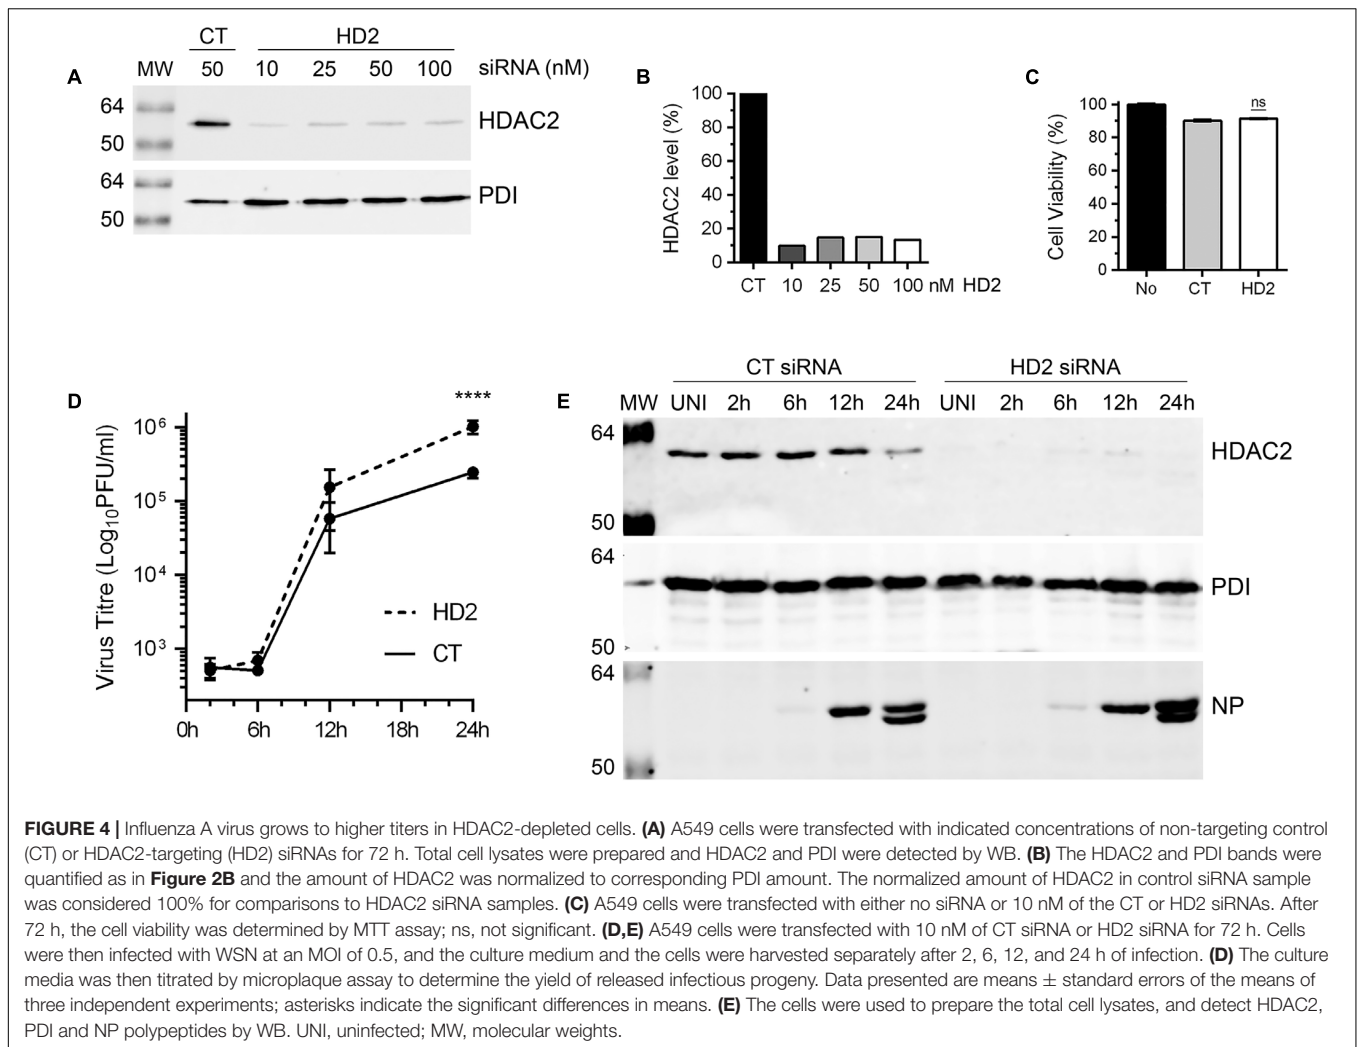 CT HD2
A MW 50 10 25 50 100 siRNA (nM)
64
HDAC2
50
64
PDI
50
B
HDAC2 level (%)
100
80
60
40
20
0
CT 10 25 50 100 nM HD2
C
Cell Viability (%)
ns
100
80
60
40
20
0
No CT HD2
D
Virus Titre (Log10PFU/ml)
****
10^6
10^5
10^4
10^3
HD2
CT
0h 6h 12h 18h 24h
CT siRNA HD2 siRNA
E MW UNI 2h 6h 12h 24h UNI 2h 6h 12h 24h
64
HDAC2
50
64
PDI
50
64
NP
50
FIGURE 4 | Influenza A virus grows to higher titers in HDAC2-depleted cells. (A) A549 cells were transfected with indicated concentrations of non-targeting control
(CT) or HDAC2-targeting (HD2) siRNAs for 72 h. Total cell lysates were prepared and HDAC2 and PDI were detected by WB. (B) The HDAC2 and PDI bands were
quantified as in Figure 2B and the amount of HDAC2 was normalized to corresponding PDI amount. The normalized amount of HDAC2 in control siRNA sample
was considered 100% for comparisons to HDAC2 siRNA samples. (C) A549 cells were transfected with either no siRNA or 10 nM of the CT or HD2 siRNAs. After
72 h, the cell viability was determined by MTT assay; ns, not significant. (D,E) A549 cells were transfected with 10 nM of CT siRNA or HD2 siRNA for 72 h. Cells
were then infected with WSN at an MOI of 0.5, and the culture medium and the cells were harvested separately after 2, 6, 12, and 24 h of infection. (D) The culture
media was then titrated by microplaque assay to determine the yield of released infectious progeny. Data presented are means ± standard errors of the means of
three independent experiments; asterisks indicate the significant differences in means. (E) The cells were used to prepare the total cell lysates, and detect HDAC2,
PDI and NP polypeptides by WB. UNI, uninfected; MW, molecular weights.